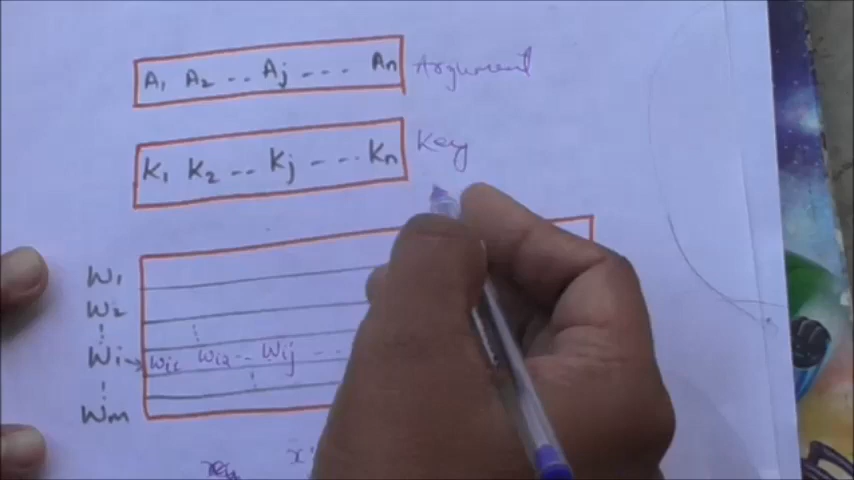 A1 A2 .. Aj .... An Argument
K1 K2 .. Kj ---.. Kn Key
W1
W2
Wi → Wi1 Wi2 -- Wij ...
Wm